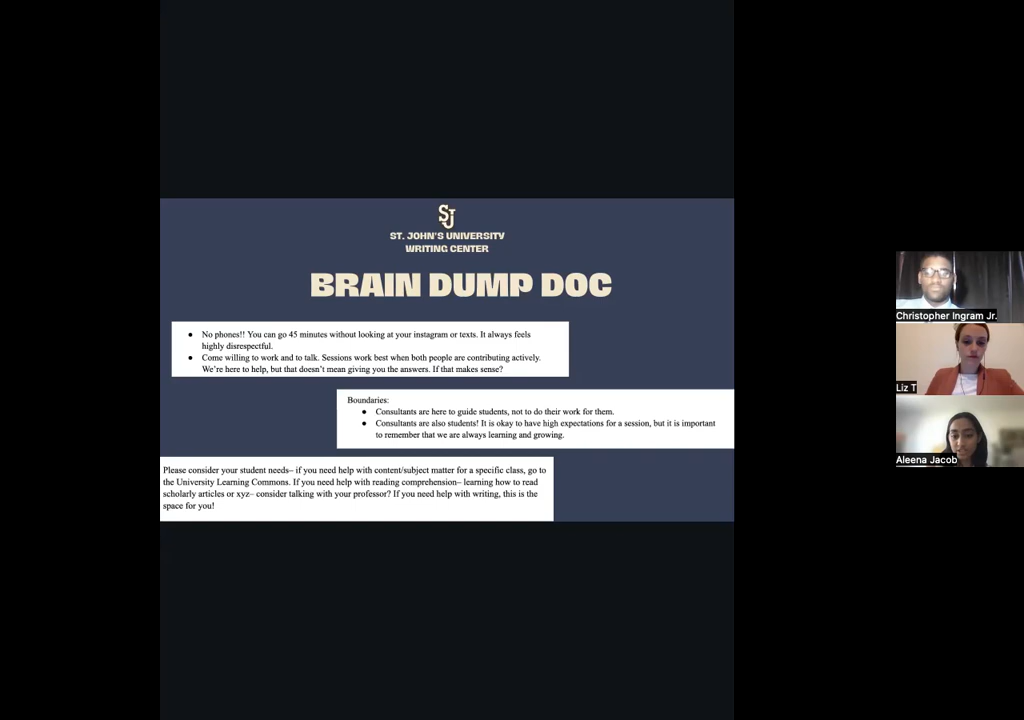 SJU
ST. JOHN'S UNIVERSITY
WRITING CENTER
BRAIN DUMP DOC
● No phones!! You can go 45 minutes without looking at your instagram or texts. It always feels
highly disrespectful.
● Come willing to work and to talk. Sessions work best when both people are contributing actively.
We're here to help, but that doesn't mean giving you the answers. If that makes sense?
Boundaries:
● Consultants are here to guide students, not to do their work for them.
● Consultants are also students! It is okay to have high expectations for a session, but it is important
to remember that we are always learning and growing.
Please consider your student needs– if you need help with content/subject matter for a specific class, go to
the University Learning Commons. If you need help with reading comprehension– learning how to read
scholarly articles or xyz– consider talking with your professor? If you need help with writing, this is the
space for you!
Christopher Ingram Jr.
Liz T
Aleena Jacob